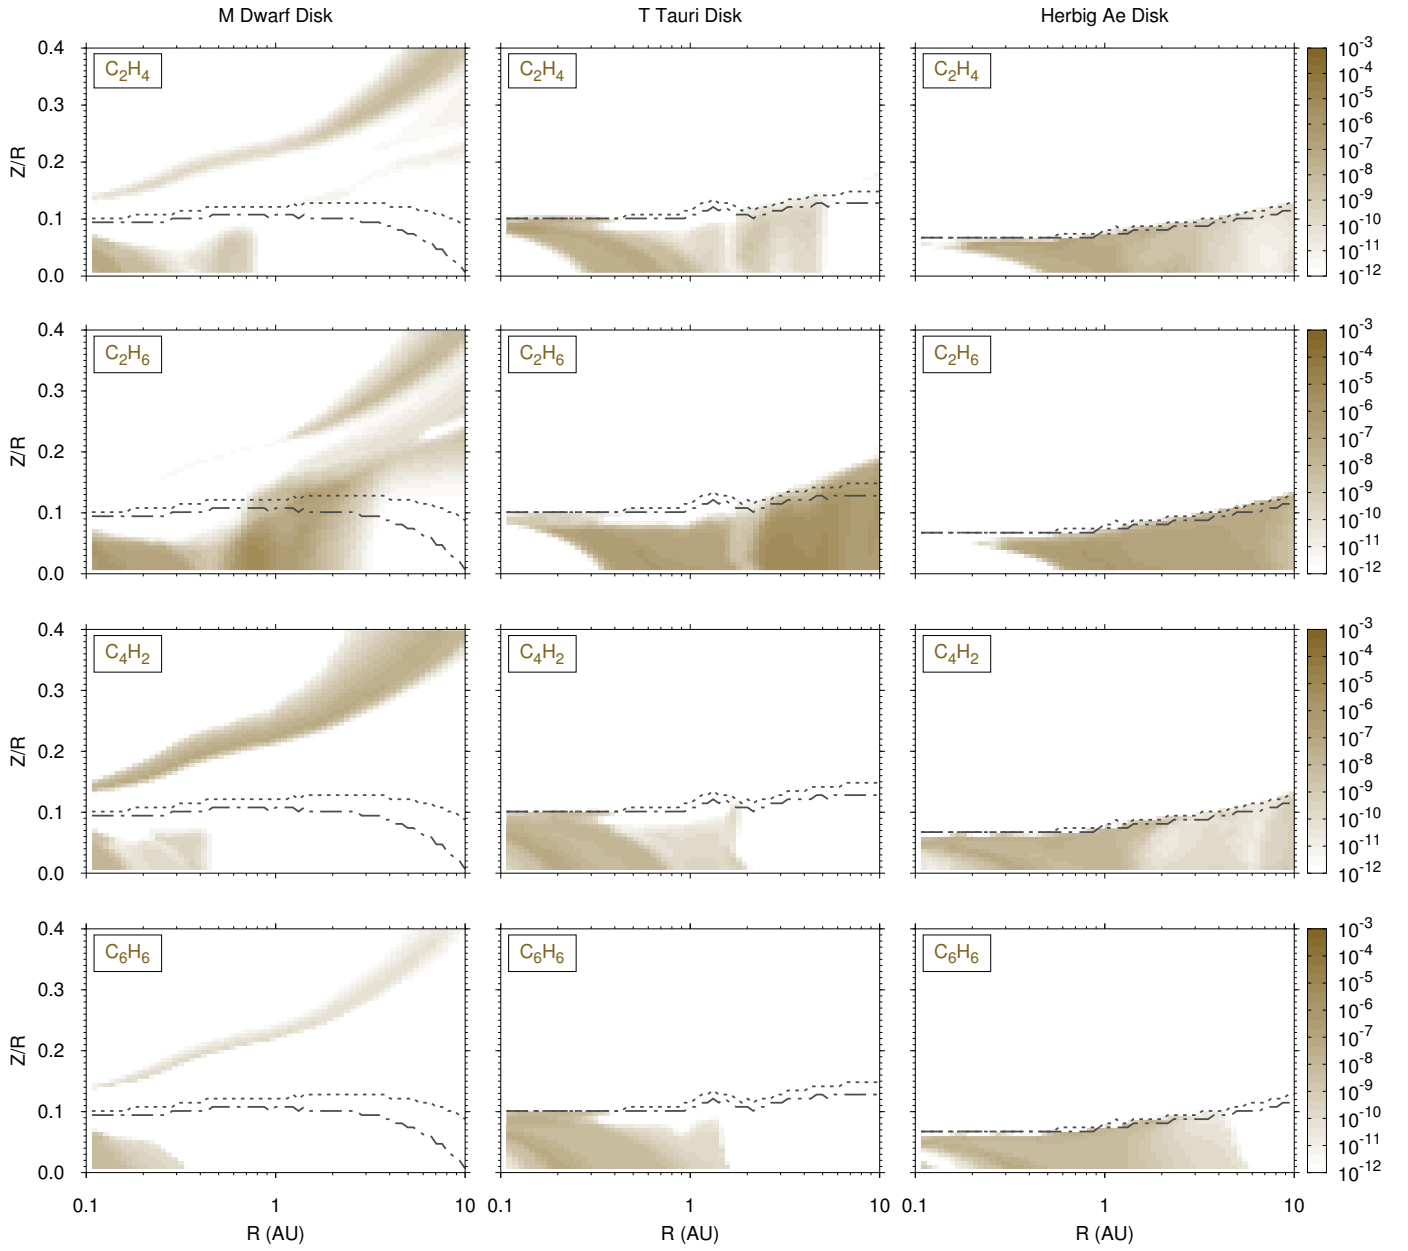 M Dwarf Disk T Tauri Disk Herbig Ae Disk
0.4 C₂H₄ C₂H₄ C₂H₄ 10⁻³
10⁻⁴
0.3 10⁻⁵
10⁻⁶
Z/R 0.2 10⁻⁷
10⁻⁸
10⁻⁹
0.1 10⁻¹⁰
10⁻¹¹
0.0 10⁻¹²
0.4 C₂H₆ C₂H₆ C₂H₆ 10⁻³
10⁻⁴
0.3 10⁻⁵
10⁻⁶
Z/R 0.2 10⁻⁷
10⁻⁸
10⁻⁹
0.1 10⁻¹⁰
10⁻¹¹
0.0 10⁻¹²
0.4 C₄H₂ C₄H₂ C₄H₂ 10⁻³
10⁻⁴
0.3 10⁻⁵
10⁻⁶
Z/R 0.2 10⁻⁷
10⁻⁸
10⁻⁹
0.1 10⁻¹⁰
10⁻¹¹
0.0 10⁻¹²
0.4 C₆H₆ C₆H₆ C₆H₆ 10⁻³
10⁻⁴
0.3 10⁻⁵
10⁻⁶
Z/R 0.2 10⁻⁷
10⁻⁸
10⁻⁹
0.1 10⁻¹⁰
10⁻¹¹
0.0 10⁻¹²
0.1 1 10 0.1 1 10 0.1 1 10
R (AU) R (AU) R (AU)